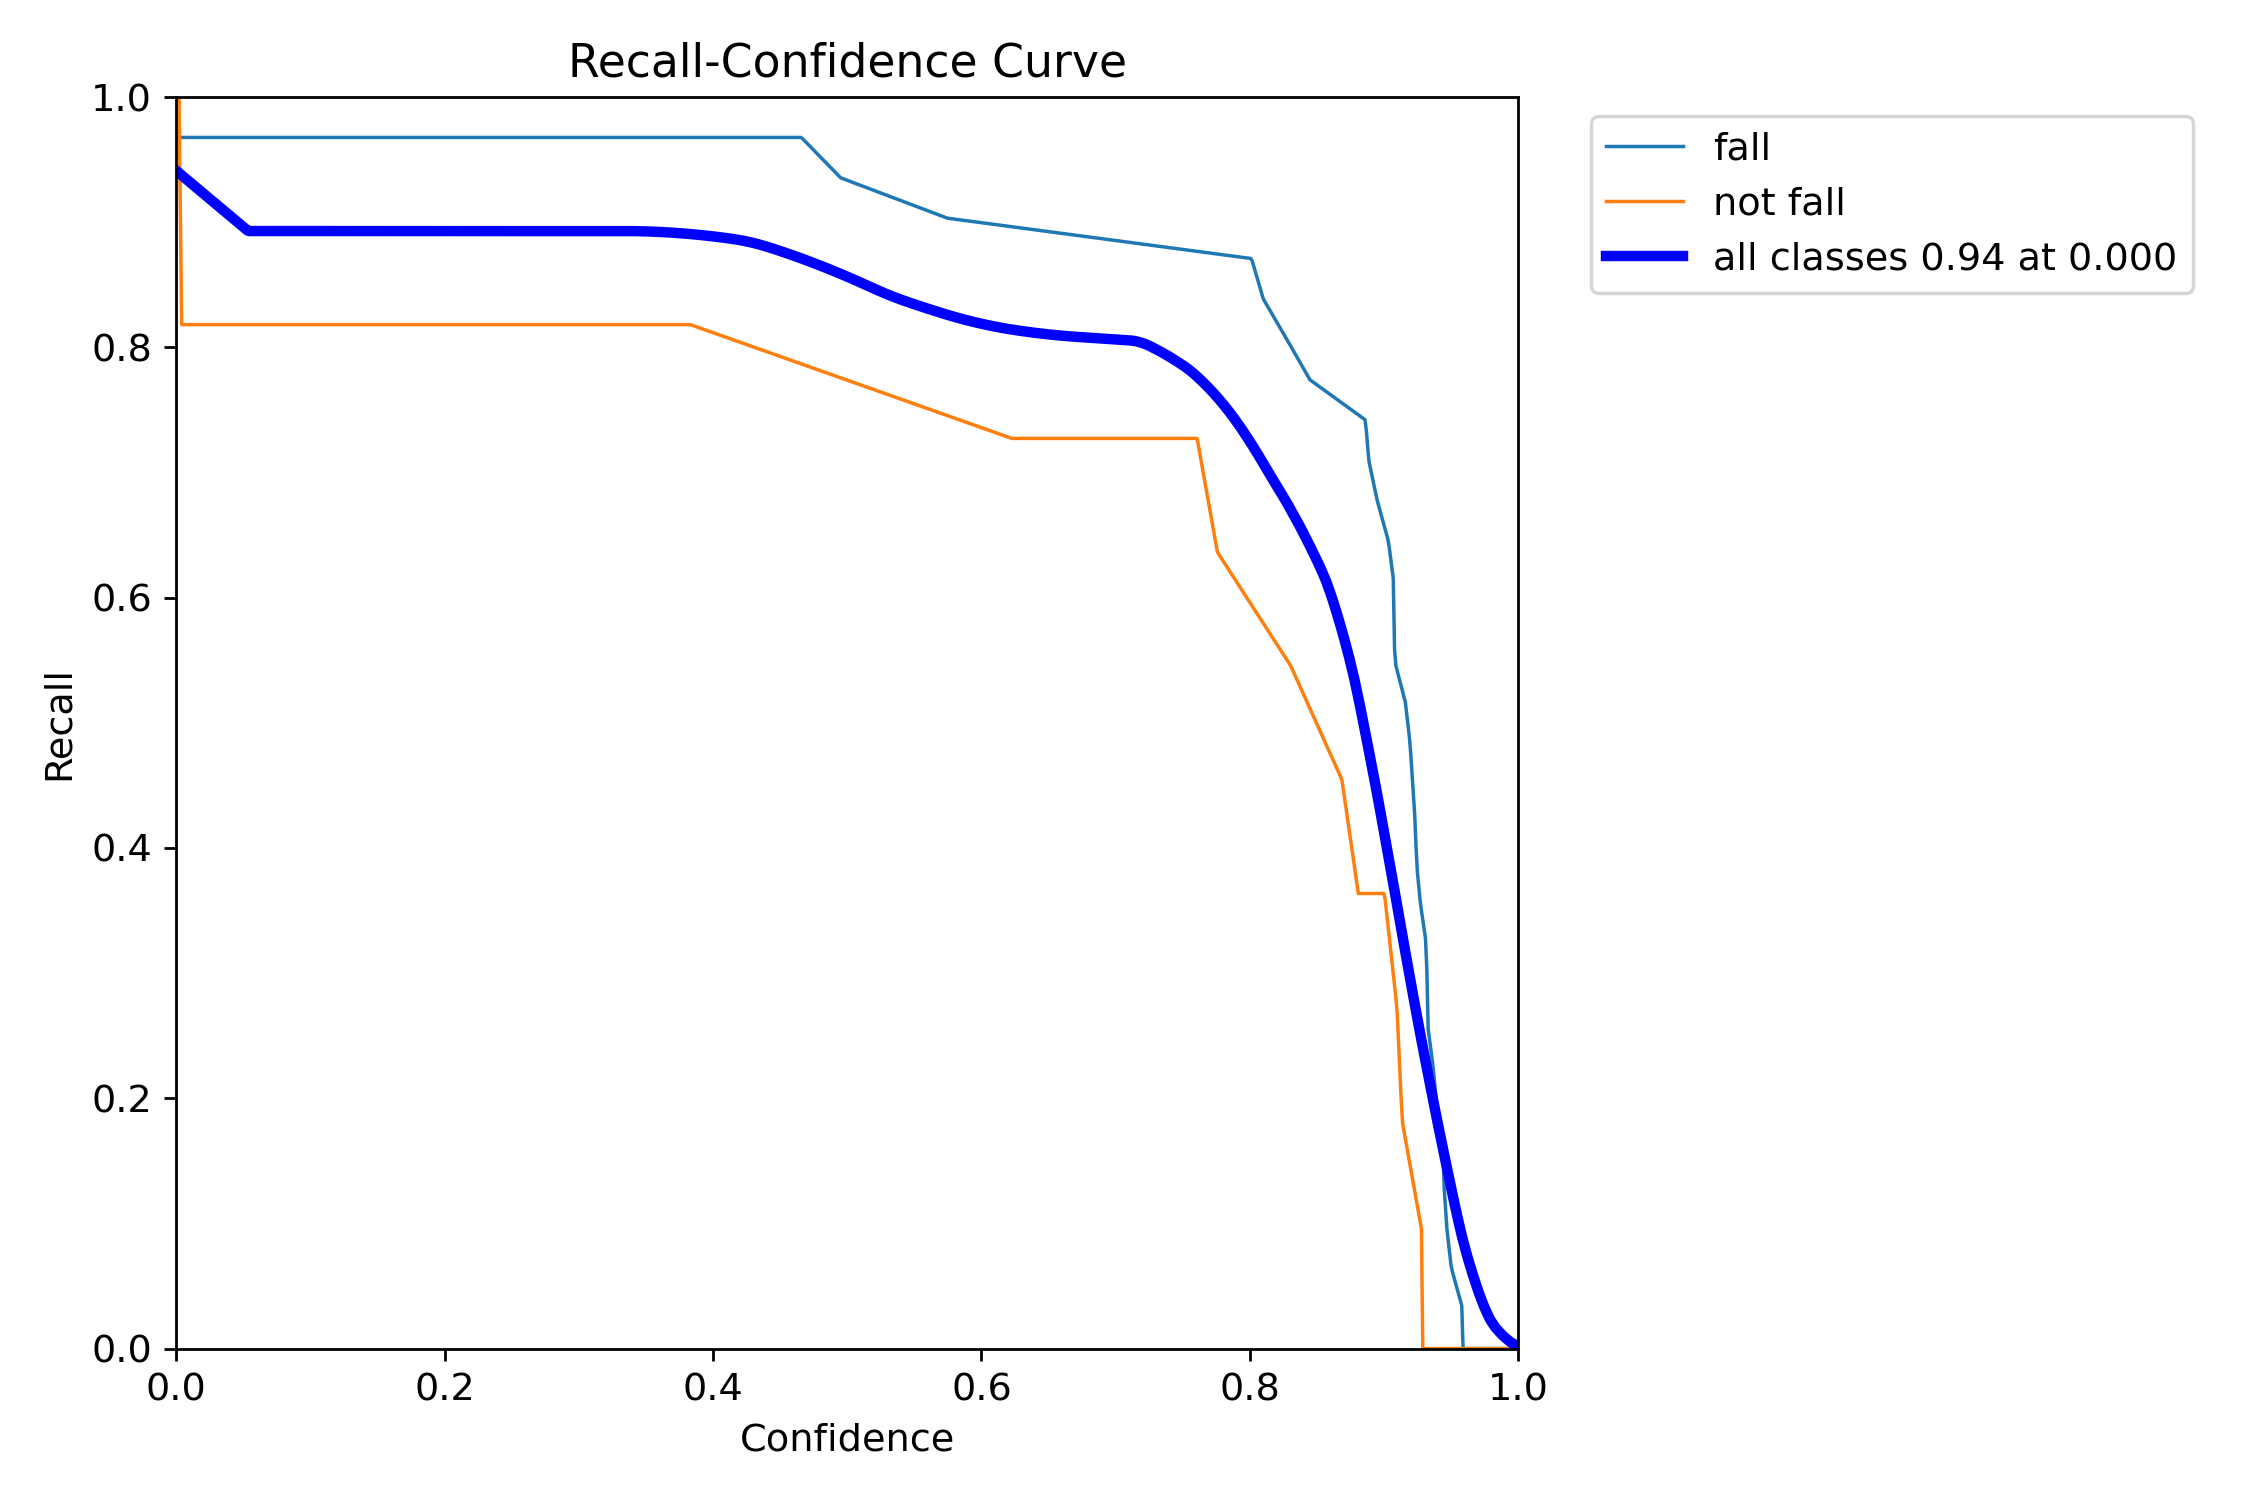 Recall-Confidence Curve
1.0
0.8
0.6
0.4
0.2
0.0
Recall
0.0 0.2 0.4 0.6 0.8 1.0
Confidence
fall
not fall
all classes 0.94 at 0.000